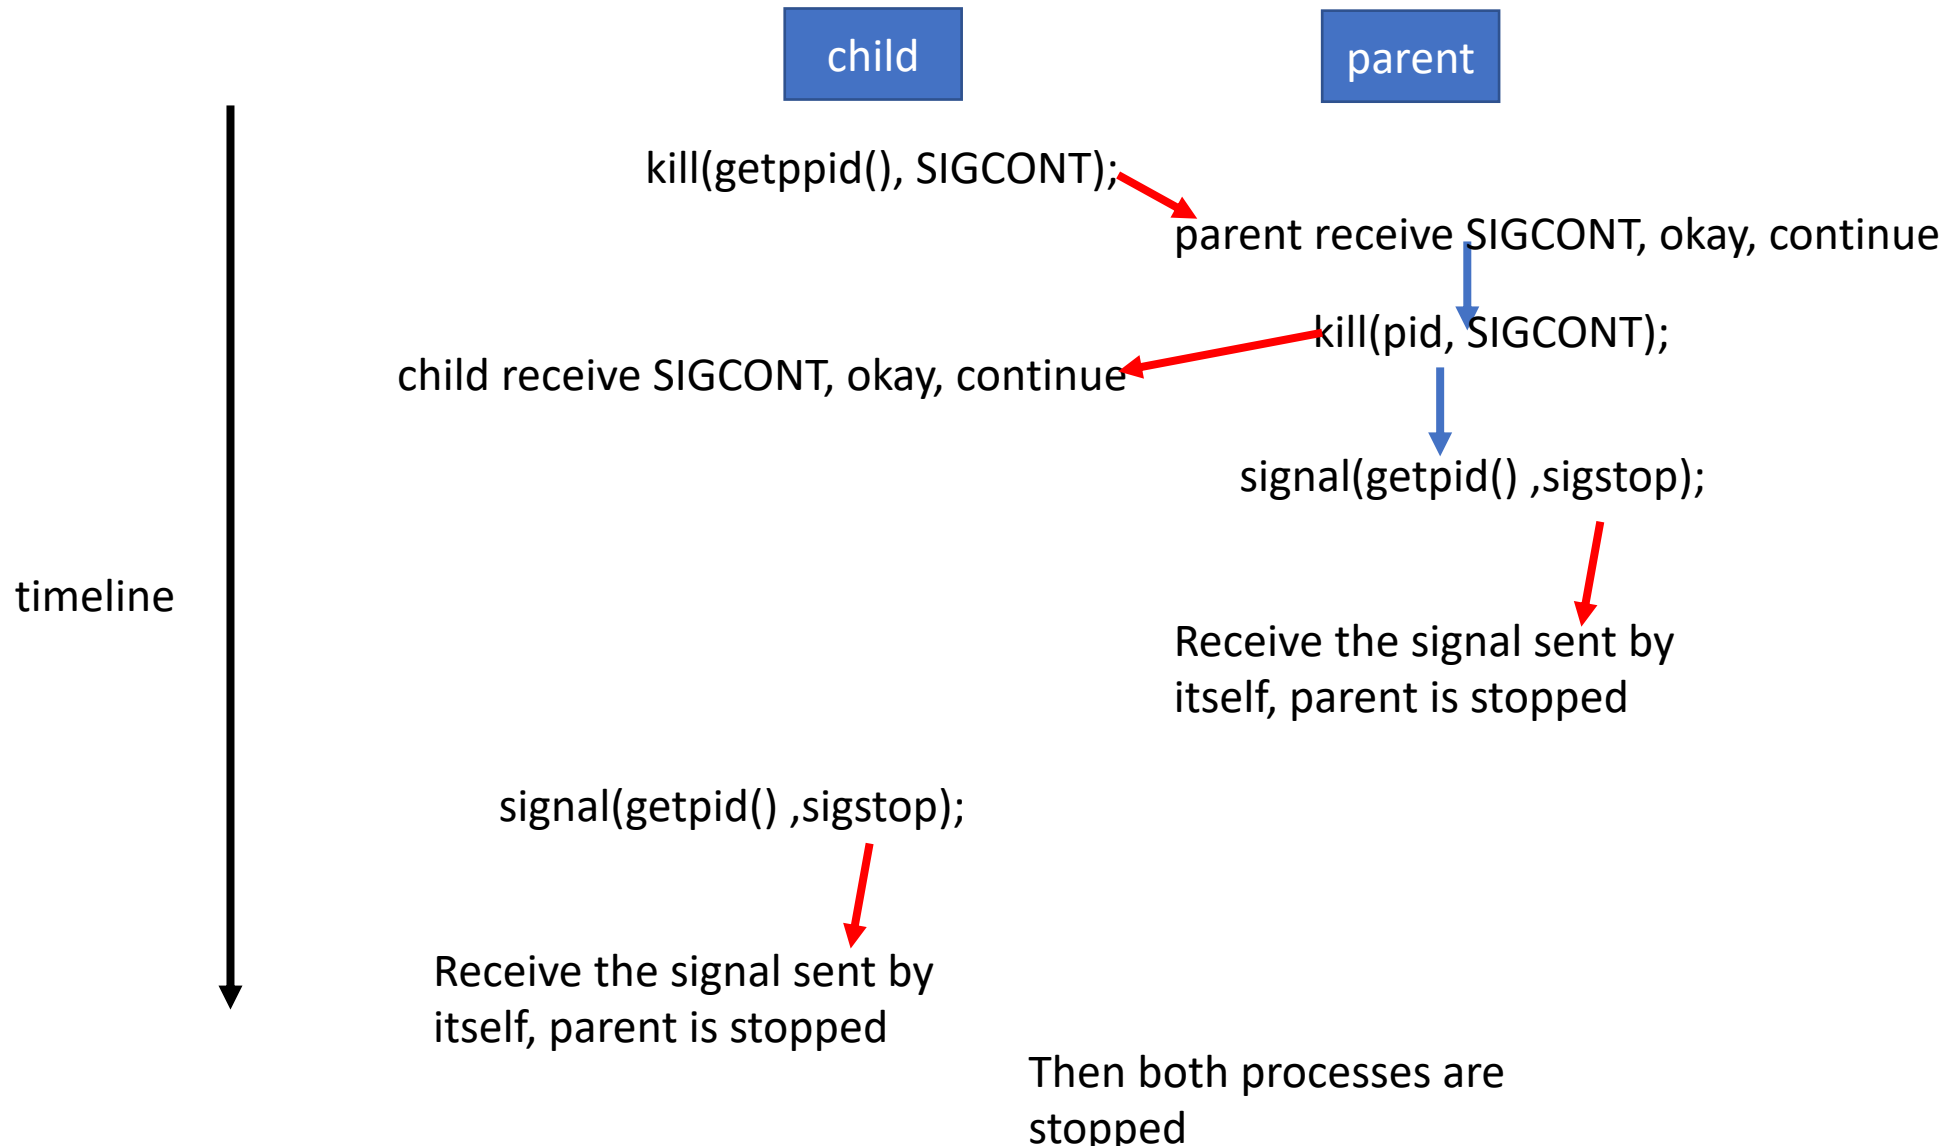 child
parent
kill(getppid(), SIGCONT);
parent receive SIGCONT, okay, continue
kill(pid, SIGCONT);
child receive SIGCONT, okay, continue
signal(getpid() ,sigstop);
timeline
Receive the signal sent by
itself, parent is stopped
signal(getpid() ,sigstop);
Receive the signal sent by
itself, parent is stopped
Then both processes are
stopped